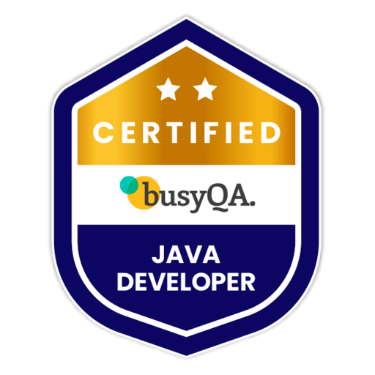 CERTIFIED
busyQA.
JAVA
DEVELOPER